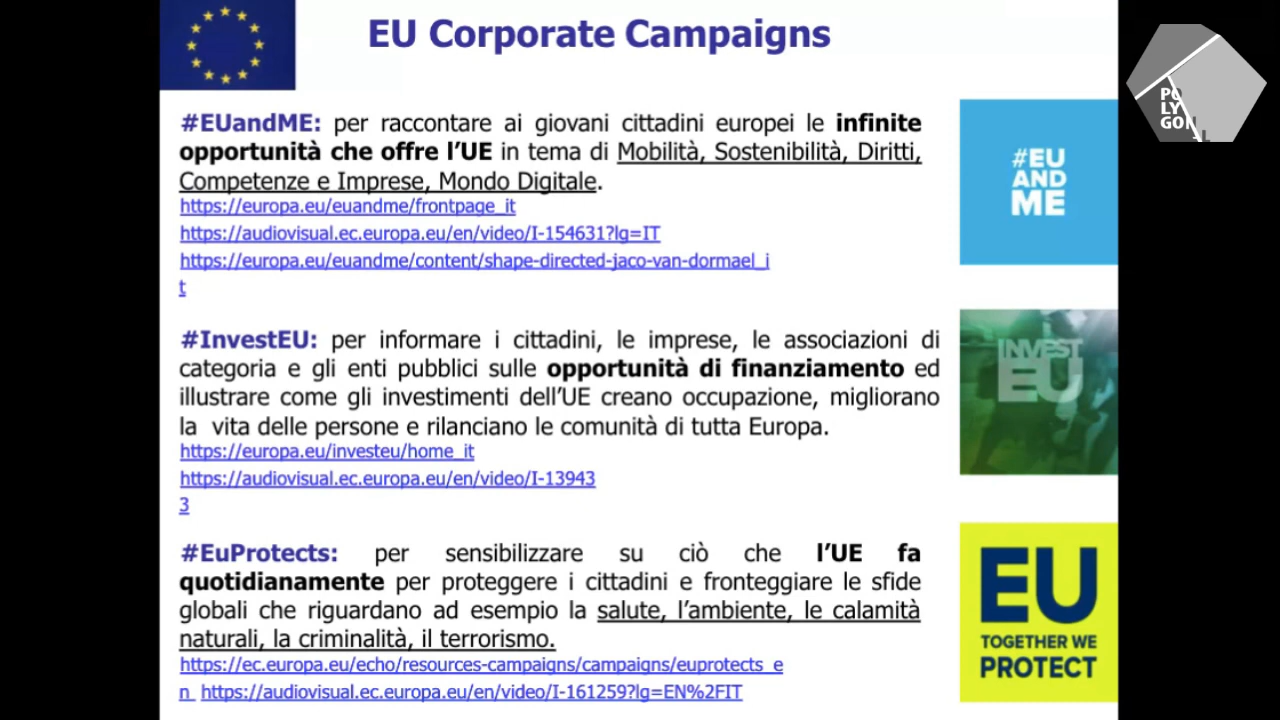 EU Corporate Campaigns
#EUandME: per raccontare ai giovani cittadini europei le infinite
opportunità che offre l'UE in tema di Mobilità, Sostenibilità, Diritti,
Competenze e Imprese, Mondo Digitale.
https://europa.eu/euandme/frontpage_it
https://audiovisual.ec.europa.eu/en/video/I-154631?lg=IT
https://europa.eu/euandme/content/shape-directed-jaco-van-dormael_i
t
#InvestEU: per informare i cittadini, le imprese, le associazioni di
categoria e gli enti pubblici sulle opportunità di finanziamento ed
illustrare come gli investimenti dell'UE creano occupazione, migliorano
la vita delle persone e rilanciano le comunità di tutta Europa.
https://europa.eu/investeu/home_it
https://audiovisual.ec.europa.eu/en/video/I-13943
3
#EuProtects: per sensibilizzare su ciò che l'UE fa
quotidianamente per proteggere i cittadini e fronteggiare le sfide
globali che riguardano ad esempio la salute, l'ambiente, le calamità
naturali, la criminalità, il terrorismo.
https://ec.europa.eu/echo/resources-campaigns/campaigns/euprotects_e
n https://audiovisual.ec.europa.eu/en/video/I-161259?lg=EN%2FIT
#EU
AND
ME
INVEST
EU
EU
TOGETHER WE
PROTECT
PO
LY
GON
-L